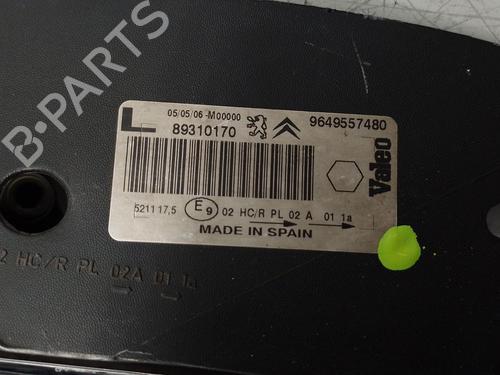 B-PARTS
05/05/06 -M00000
L 89310170 9649557480
Valeo
5211 17,5 E9 02 HC/R PL 02 A 01 1a
MADE IN SPAIN
2 HC/R PL 02A 01 1a